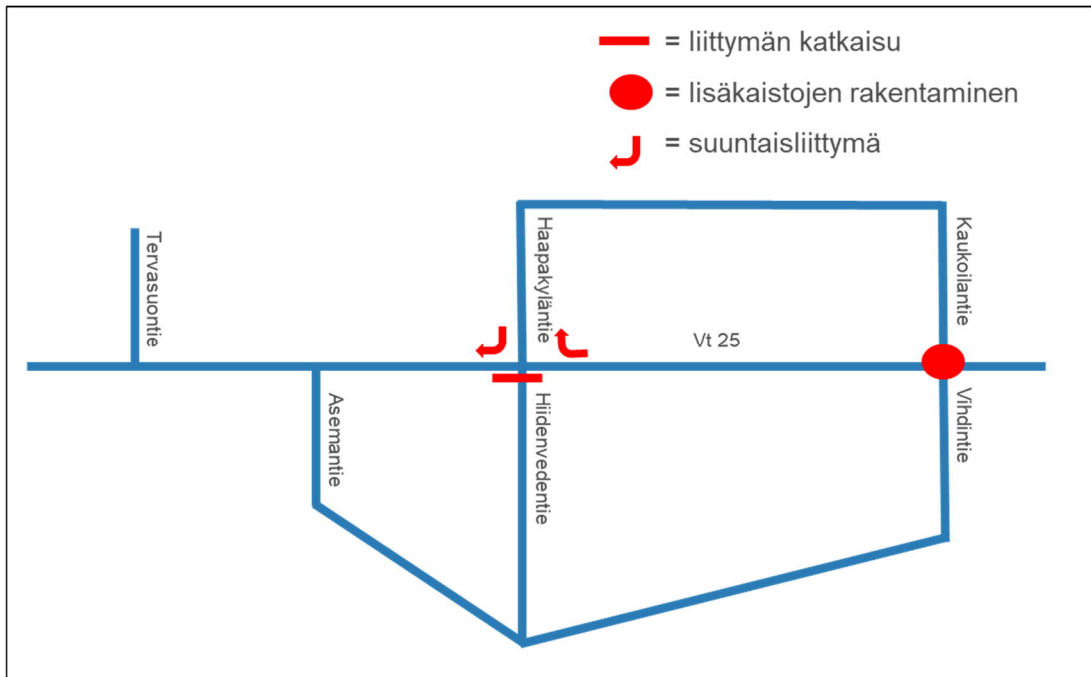 = liittymän katkaisu
= lisäkaistojen rakentaminen
= suuntaisliittymä
Tervasuontie
Haapakyläntie
Kaukoilantie
Vt 25
Asemantie
Hiidenvedentie
Vihdintie